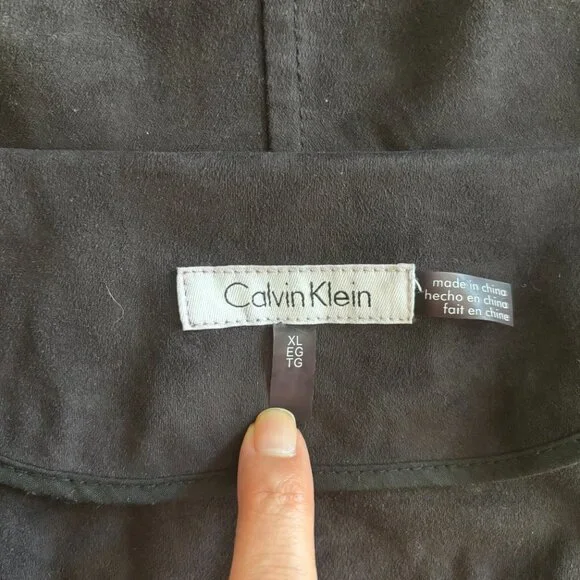 Calvin Klein
made in china
hecho en china
fait en chine
XL
EG
TG